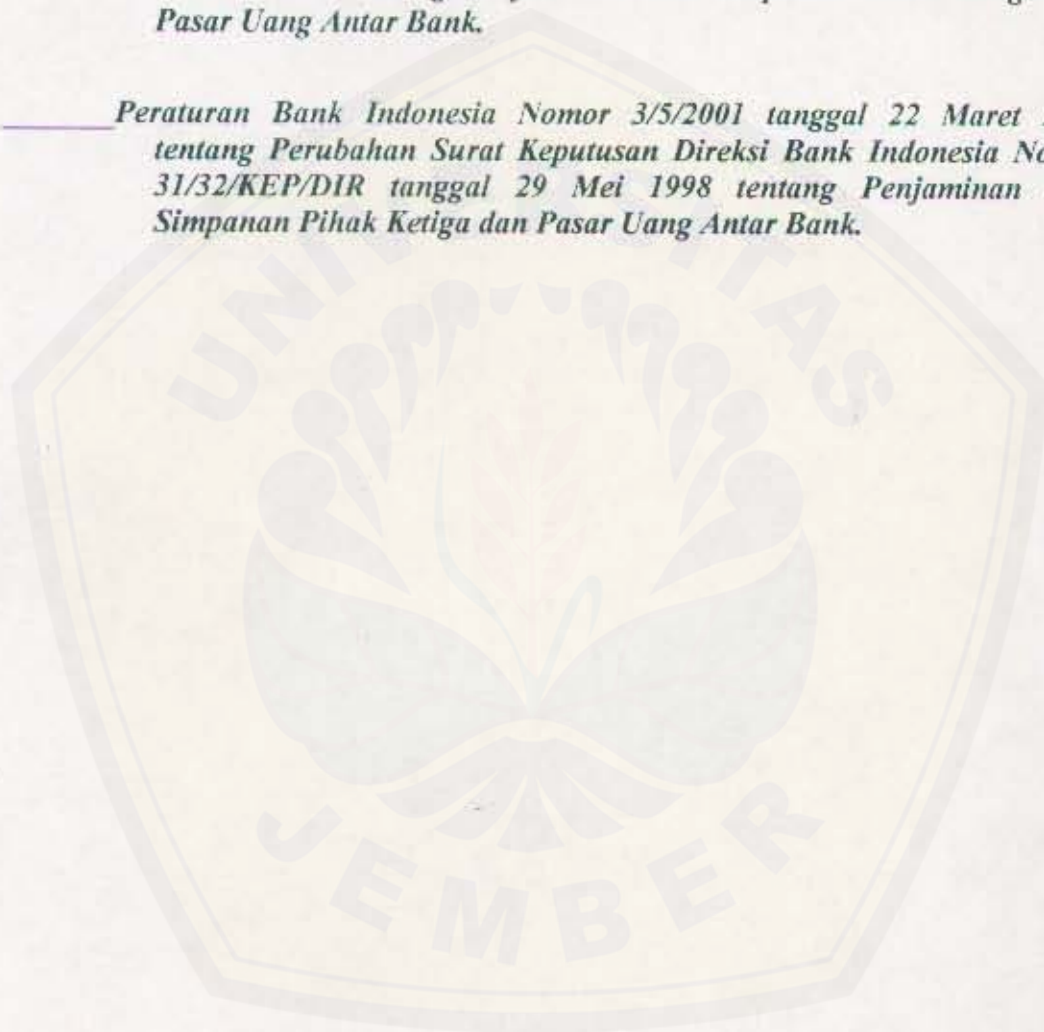 Pasar Uang Antar Bank.
Peraturan Bank Indonesia Nomor 3/5/2001 tanggal 22 Maret
tentang Perubahan Surat Keputusan Direksi Bank Indonesia No
31/32/KEP/DIR tanggal 29 Mei 1998 tentang Penjaminan
Simpanan Pihak Ketiga dan Pasar Uang Antar Bank.
UNIVERSITAS
JEMBER